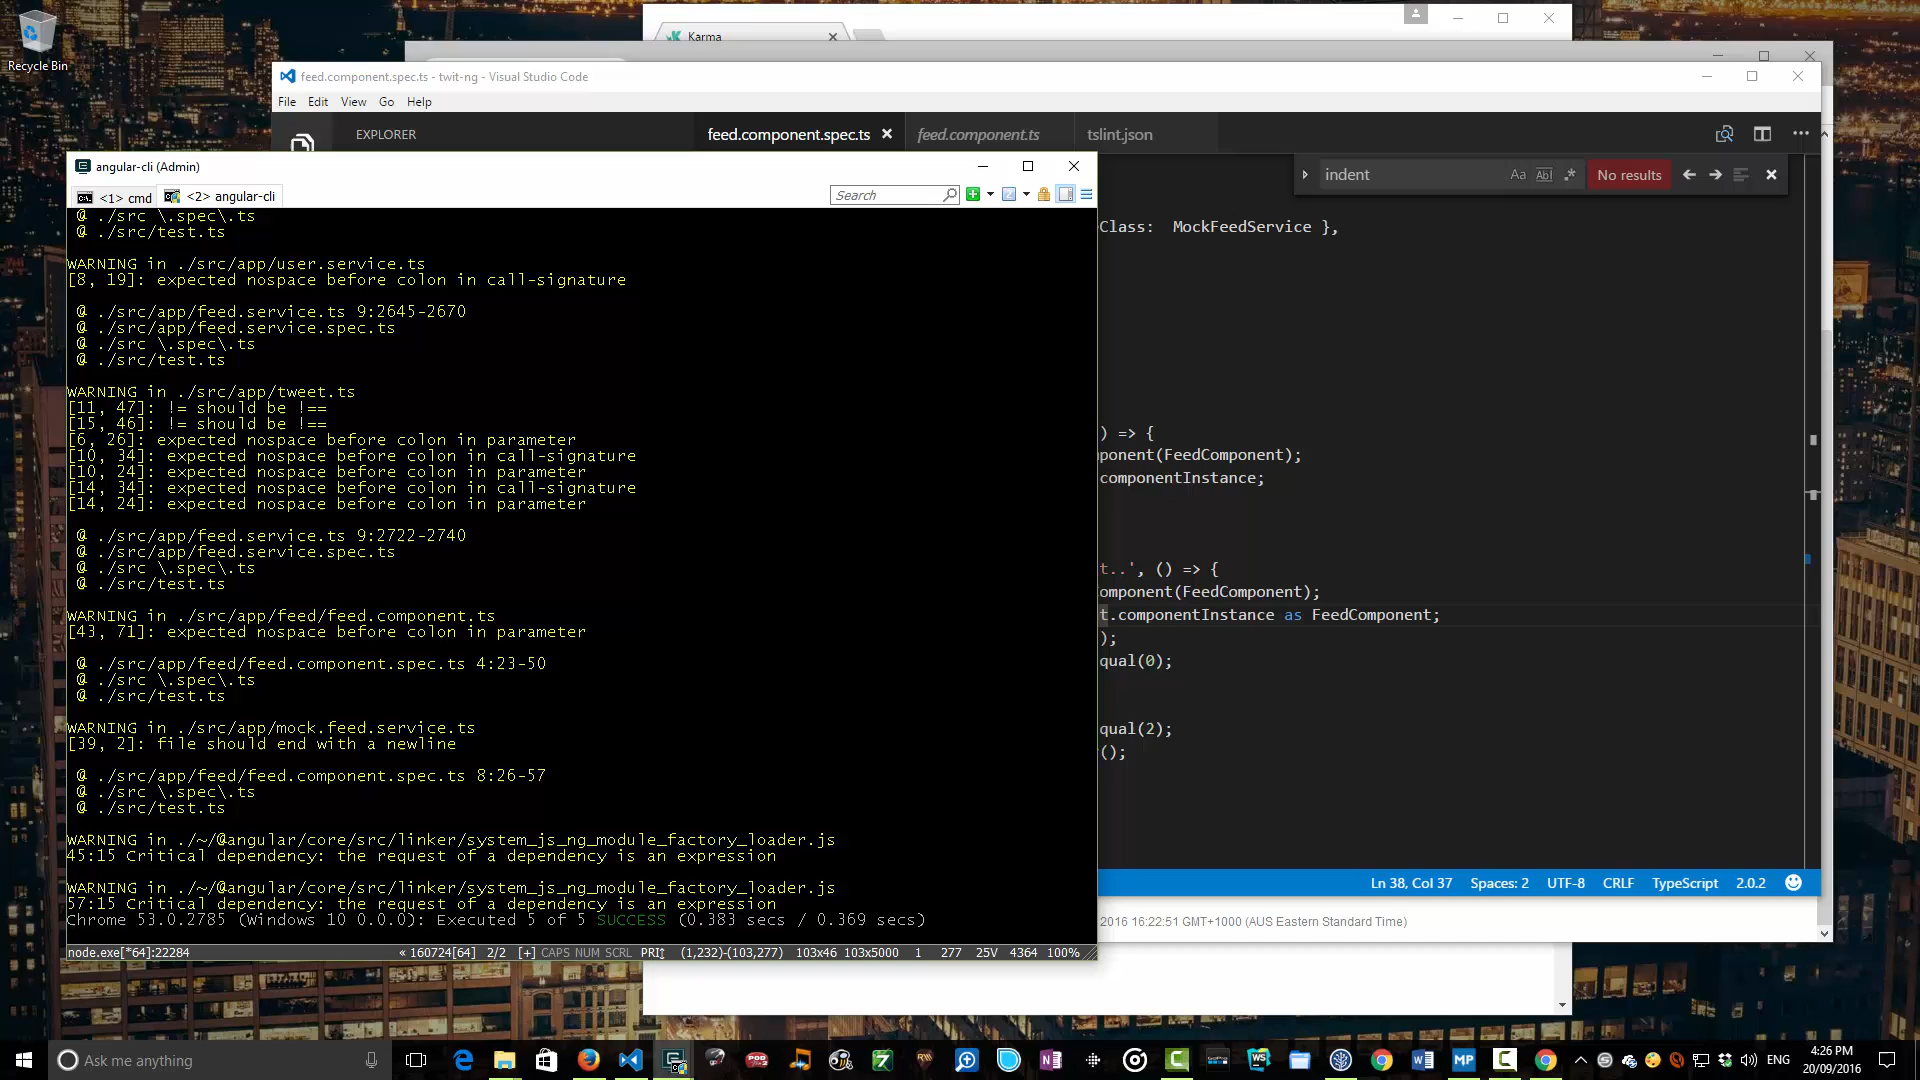 Recycle Bin
Karma
feed.component.spec.ts - twit-ng - Visual Studio Code
File Edit View Go Help
EXPLORER
feed.component.spec.ts
feed.component.ts
tslint.json
indent
Aa
Abl
.*
No results
Class:  MockFeedService },
) => {
ponent(FeedComponent);
componentInstance;
t..', () => {
omponent(FeedComponent);
t.componentInstance as FeedComponent;
);
qual(0);
qual(2);
();
Ln 38, Col 37 Spaces: 2 UTF-8 CRLF TypeScript 2.0.2
2016 16:22:51 GMT+1000 (AUS Eastern Standard Time)
angular-cli (Admin)
<1> cmd
<2> angular-cli
Search
@ ./src \.spec\.ts
@ ./src/test.ts
WARNING in ./src/app/user.service.ts
[8, 19]: expected nospace before colon in call-signature
@ ./src/app/feed.service.ts 9:2645-2670
@ ./src/app/feed.service.spec.ts
@ ./src \.spec\.ts
@ ./src/test.ts
WARNING in ./src/app/tweet.ts
[11, 47]: != should be !==
[15, 46]: != should be !==
[6, 26]: expected nospace before colon in parameter
[10, 34]: expected nospace before colon in call-signature
[10, 24]: expected nospace before colon in parameter
[14, 34]: expected nospace before colon in call-signature
[14, 24]: expected nospace before colon in parameter
@ ./src/app/feed.service.ts 9:2722-2740
@ ./src/app/feed.service.spec.ts
@ ./src \.spec\.ts
@ ./src/test.ts
WARNING in ./src/app/feed/feed.component.ts
[43, 71]: expected nospace before colon in parameter
@ ./src/app/feed/feed.component.spec.ts 4:23-50
@ ./src \.spec\.ts
@ ./src/test.ts
WARNING in ./src/app/mock.feed.service.ts
[39, 2]: file should end with a newline
@ ./src/app/feed/feed.component.spec.ts 8:26-57
@ ./src \.spec\.ts
@ ./src/test.ts
WARNING in ./~/@angular/core/src/linker/system_js_ng_module_factory_loader.js
45:15 Critical dependency: the request of a dependency is an expression
WARNING in ./~/@angular/core/src/linker/system_js_ng_module_factory_loader.js
57:15 Critical dependency: the request of a dependency is an expression
Chrome 53.0.2785 (Windows 10 0.0.0): Executed 5 of 5 SUCCESS (0.383 secs / 0.369 secs)
node.exe[*64]:22284 « 160724[64] 2/2 [+] CAPS NUM SCRL PRI↕ (1,232)-(103,277) 103x46 103x5000 1 277 25V 4364 100%
Ask me anything
ENG
4:26 PM
20/09/2016